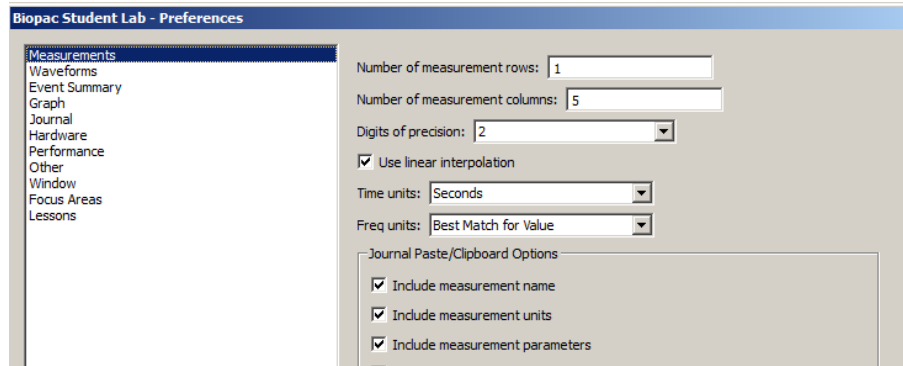 Biopac Student Lab - Preferences
Measurements
Waveforms
Event Summary
Graph
Journal
Hardware
Performance
Other
Window
Focus Areas
Lessons
Number of measurement rows: 1
Number of measurement columns: 5
Digits of precision: 2
Use linear interpolation
Time units: Seconds
Freq units: Best Match for Value
Journal Paste/Clipboard Options
Include measurement name
Include measurement units
Include measurement parameters